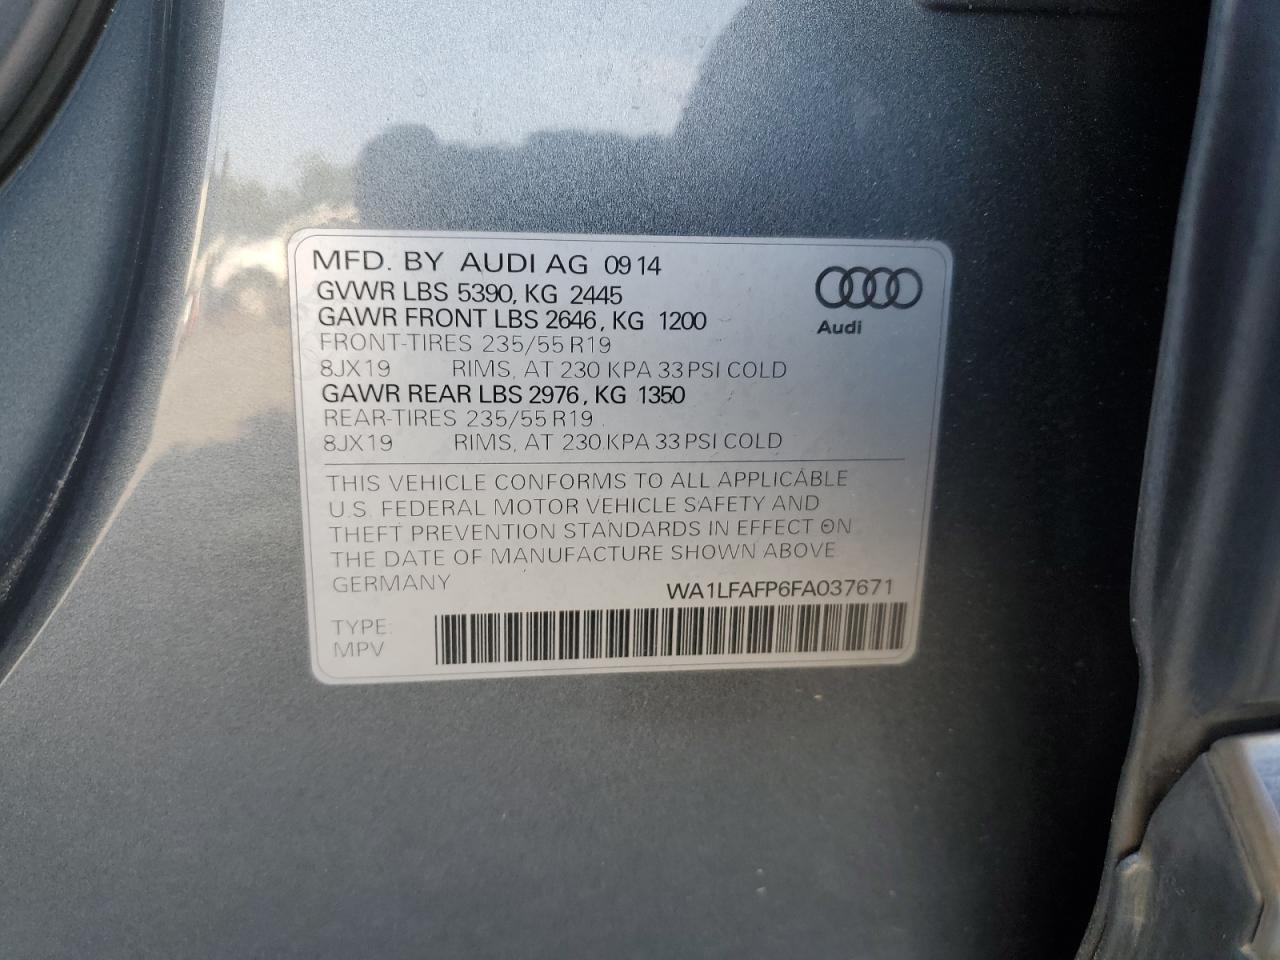 MFD. BY AUDI AG 0914
GVWR LBS 5390, KG 2445
GAWR FRONT LBS 2646, KG 1200
FRONT-TIRES 235/55 R19
8JX19 RIMS, AT 230 KPA 33 PSI COLD
GAWR REAR LBS 2976, KG 1350
REAR-TIRES 235/55 R19
8JX19 RIMS, AT 230 KPA 33 PSI COLD
Audi
THIS VEHICLE CONFORMS TO ALL APPLICABLE
U.S. FEDERAL MOTOR VEHICLE SAFETY AND
THEFT PREVENTION STANDARDS IN EFFECT ON
THE DATE OF MANUFACTURE SHOWN ABOVE
GERMANY WA1LFAFP6FA037671
TYPE:
MPV